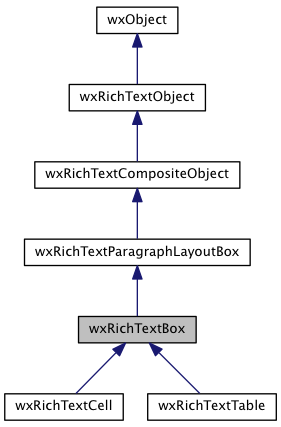 wxObject
wxRichTextObject
wxRichTextCompositeObject
wxRichTextParagraphLayoutBox
wxRichTextBox
wxRichTextCell
wxRichTextTable